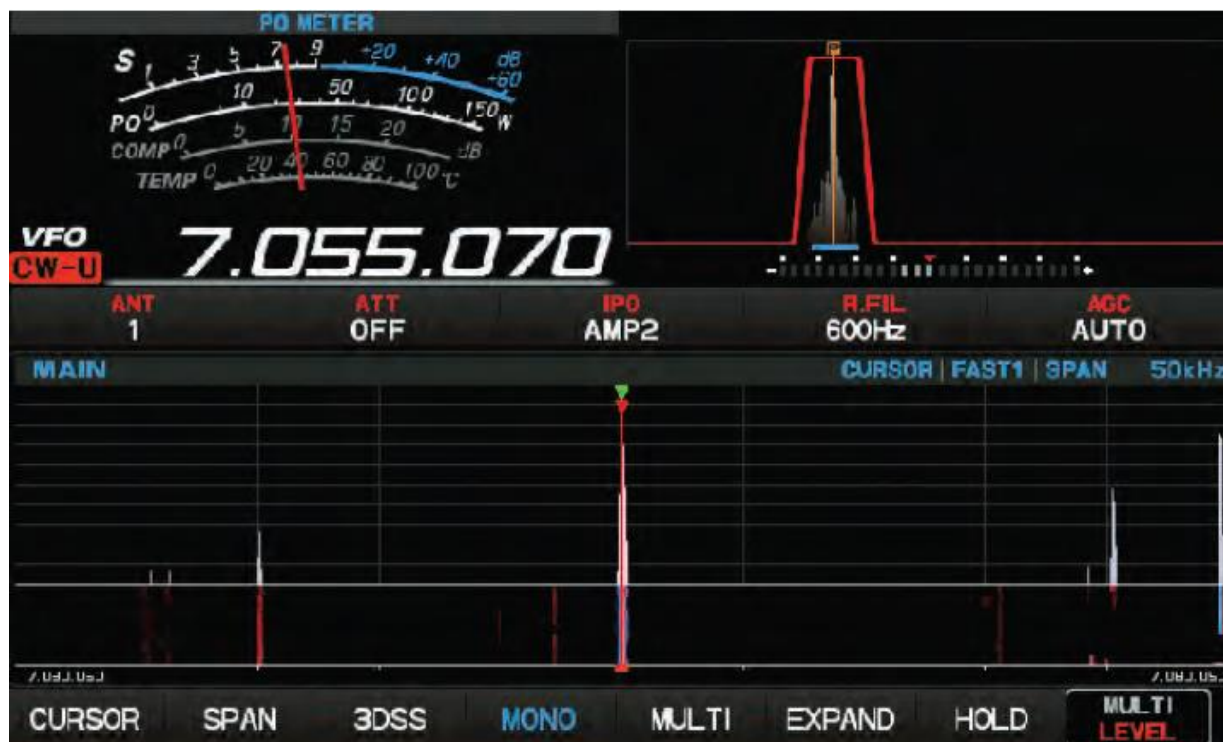 PO METER
S 1 3 5 7 9 +20 +40 +60 dB
PO 0 10 50 100 150 W
COMP 0 5 10 15 20 dB
TEMP 0 20 40 60 80 100 °C
P
VFO
CW-U
7.055.070
ANT ATT IPO R.FIL AGC
1 OFF AMP2 600Hz AUTO
MAIN CURSOR | FAST1 | SPAN 50kHz
CURSOR SPAN 3DSS MONO MULTI EXPAND HOLD MULTI
LEVEL